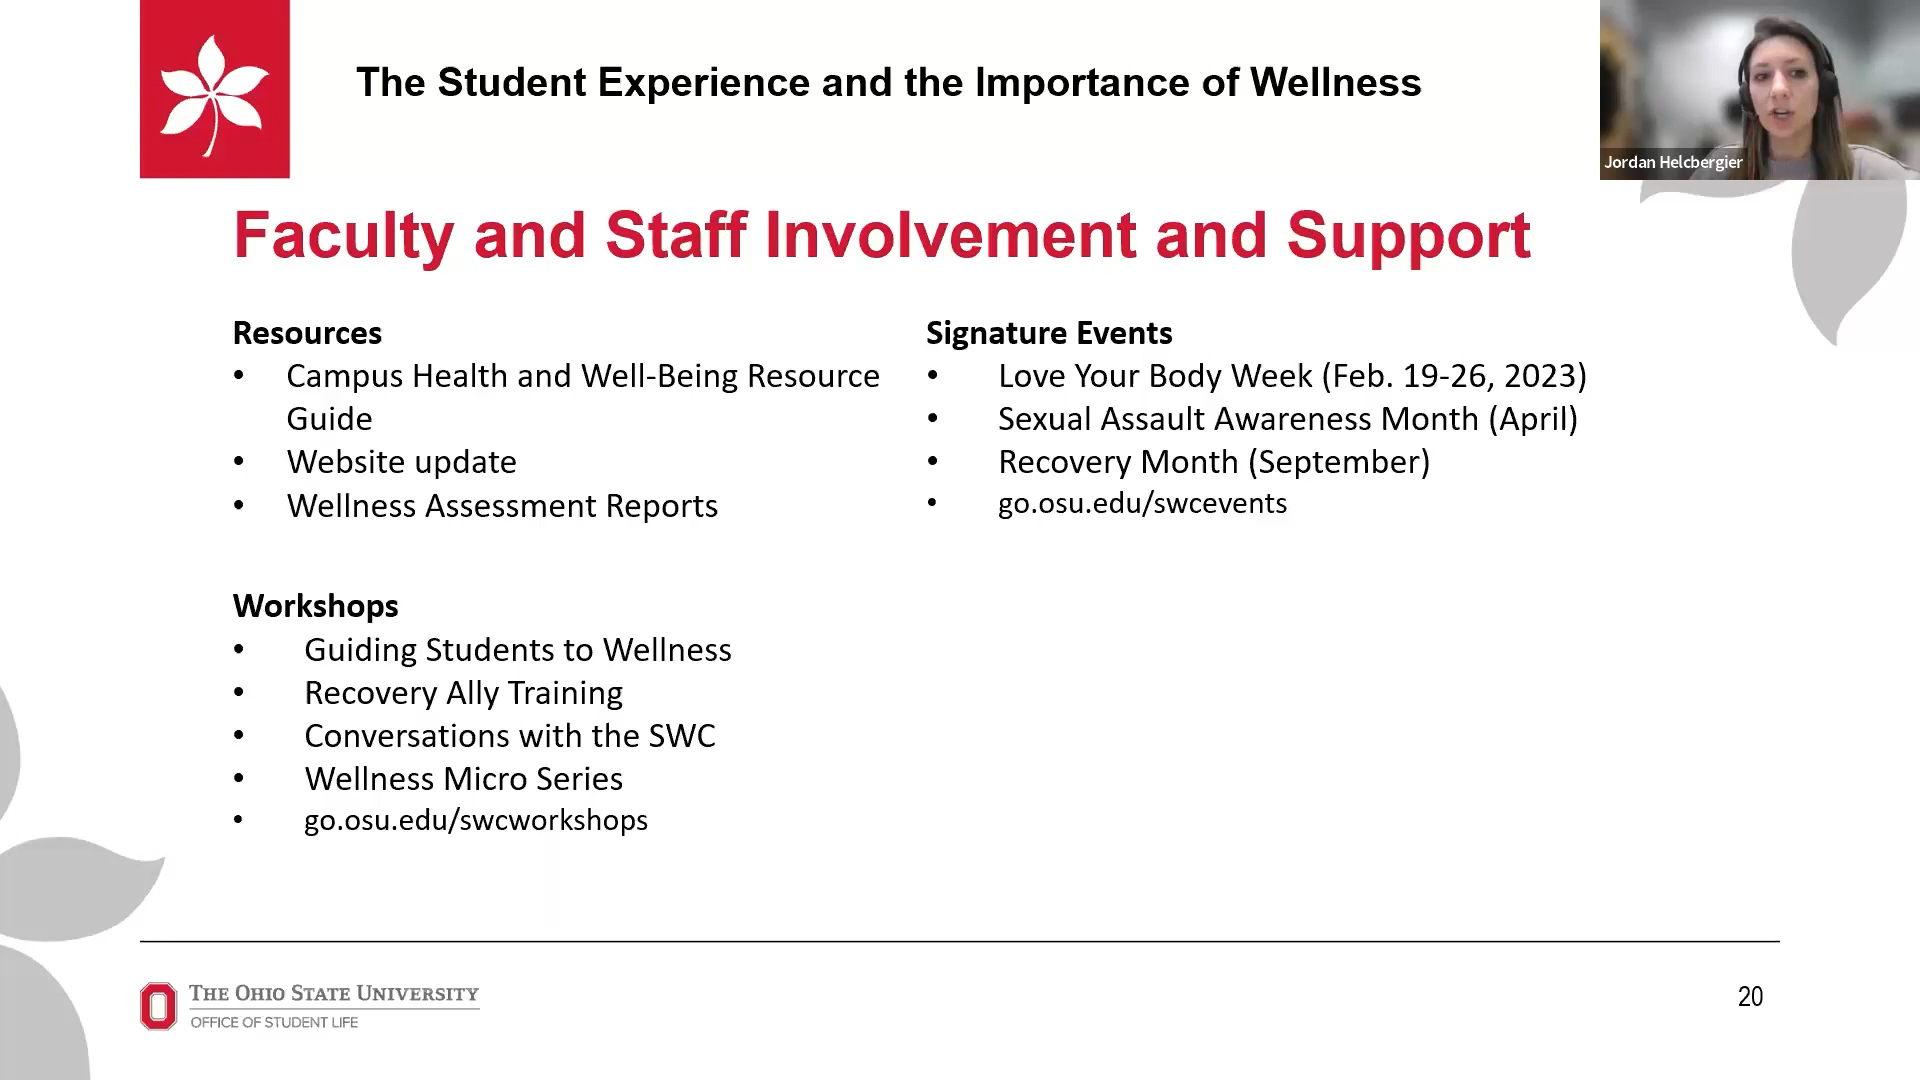 The Student Experience and the Importance of Wellness
Jordan Helcbergier
Faculty and Staff Involvement and Support
Resources
• Campus Health and Well-Being Resource
Guide
• Website update
• Wellness Assessment Reports
Workshops
• Guiding Students to Wellness
• Recovery Ally Training
• Conversations with the SWC
• Wellness Micro Series
• go.osu.edu/swcworkshops
Signature Events
• Love Your Body Week (Feb. 19-26, 2023)
• Sexual Assault Awareness Month (April)
• Recovery Month (September)
• go.osu.edu/swcevents
THE OHIO STATE UNIVERSITY
OFFICE OF STUDENT LIFE
20